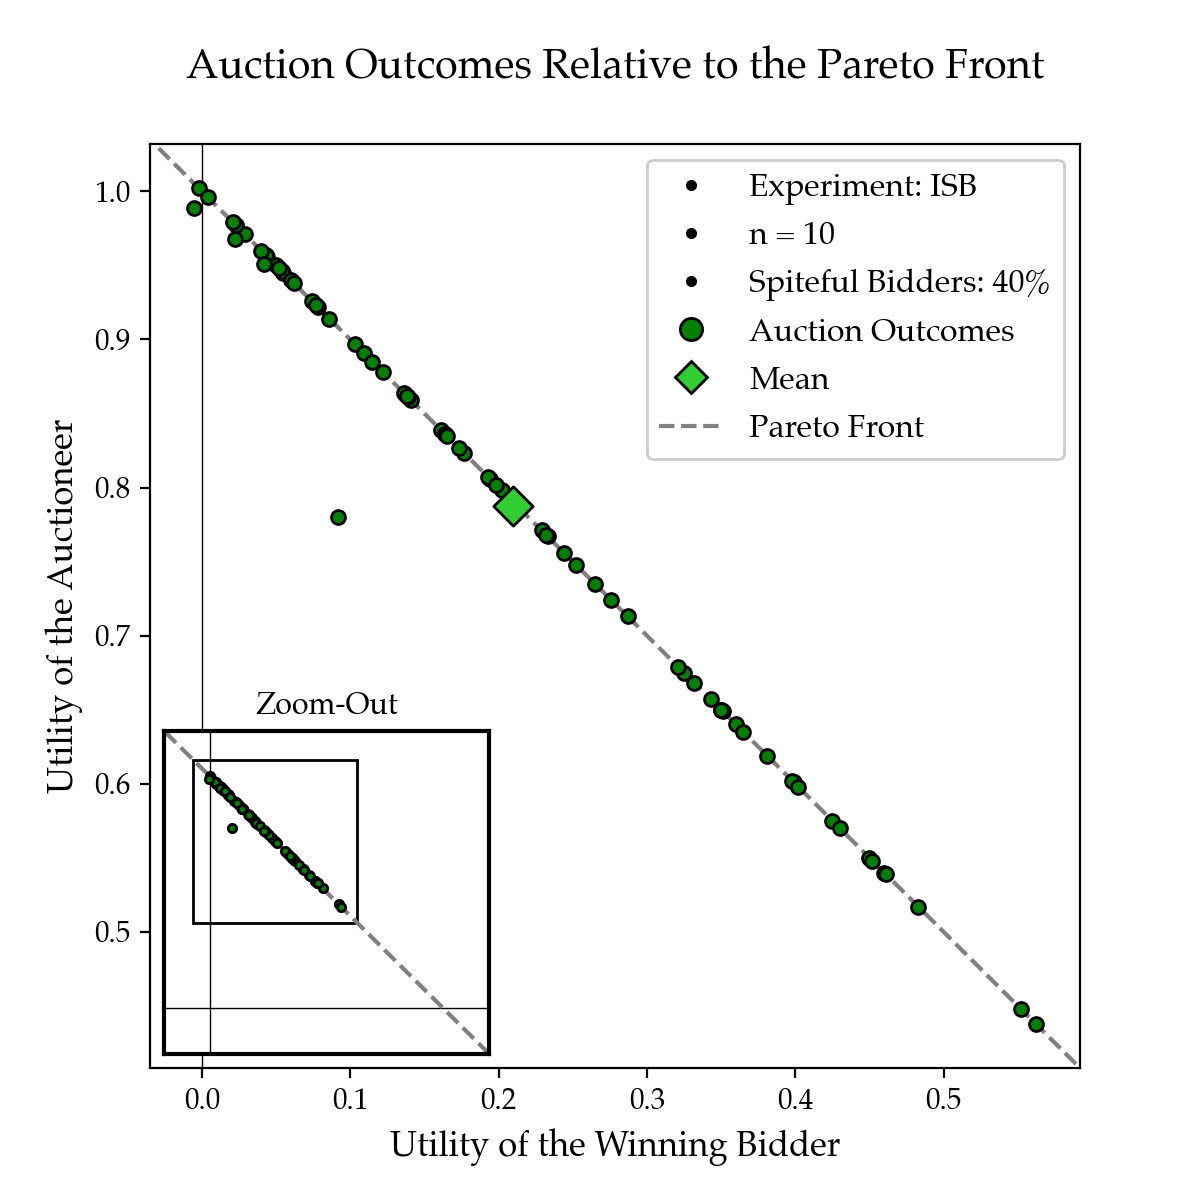 Auction Outcomes Relative to the Pareto Front
Experiment: ISB
n = 10
Spiteful Bidders: 40%
Auction Outcomes
Mean
Pareto Front
Utility of the Auctioneer
1.0
0.9
0.8
0.7
0.6
0.5
Zoom-Out
0.0 0.1 0.2 0.3 0.4 0.5
Utility of the Winning Bidder